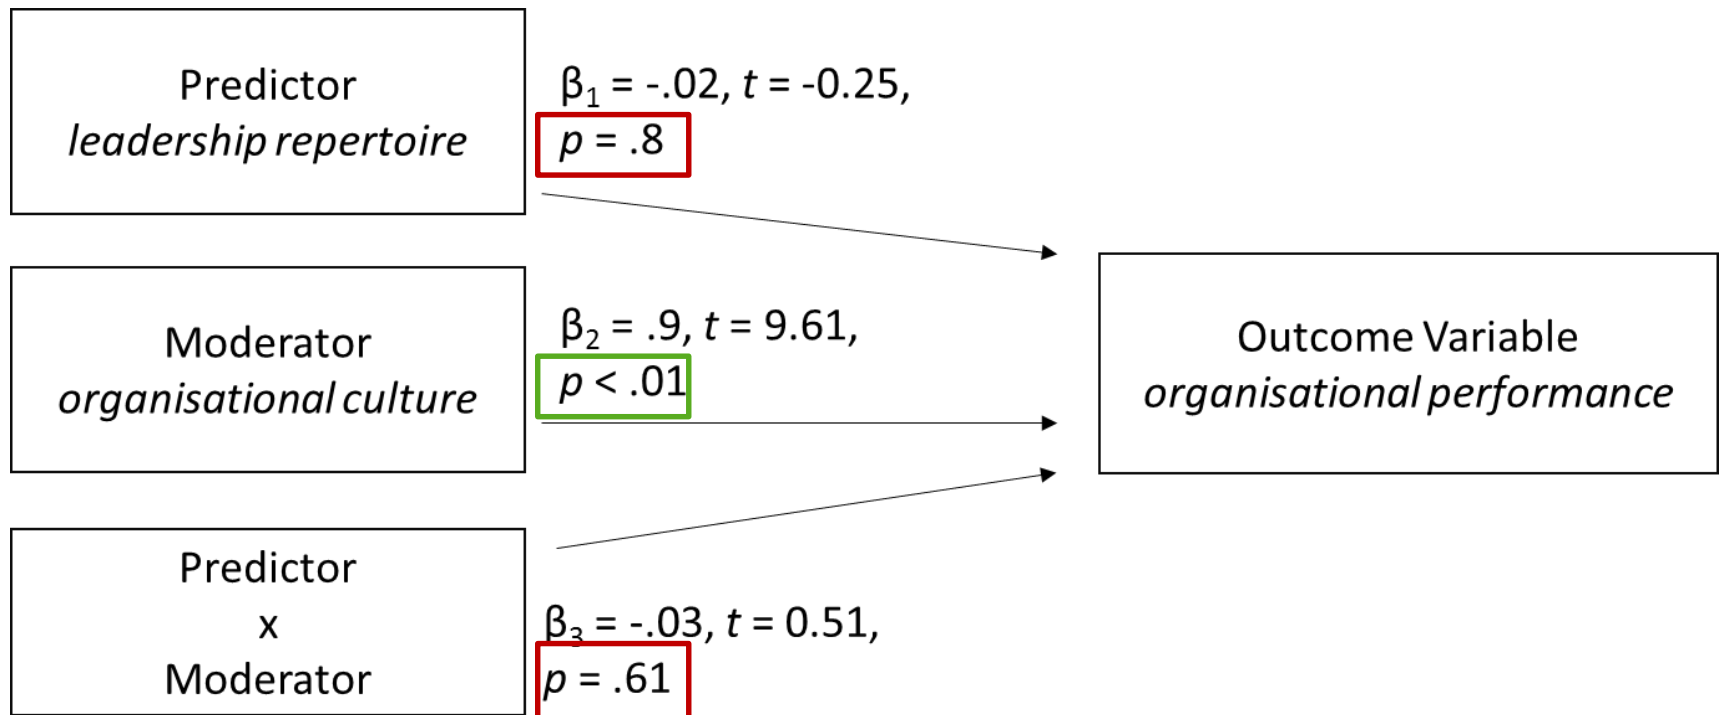 Predictor
leadership repertoire
β₁ = -.02, t = -0.25,
p = .8
Moderator
organisational culture
β₂ = .9, t = 9.61,
p < .01
Outcome Variable
organisational performance
Predictor
x
Moderator
β₃ = -.03, t = 0.51,
p = .61